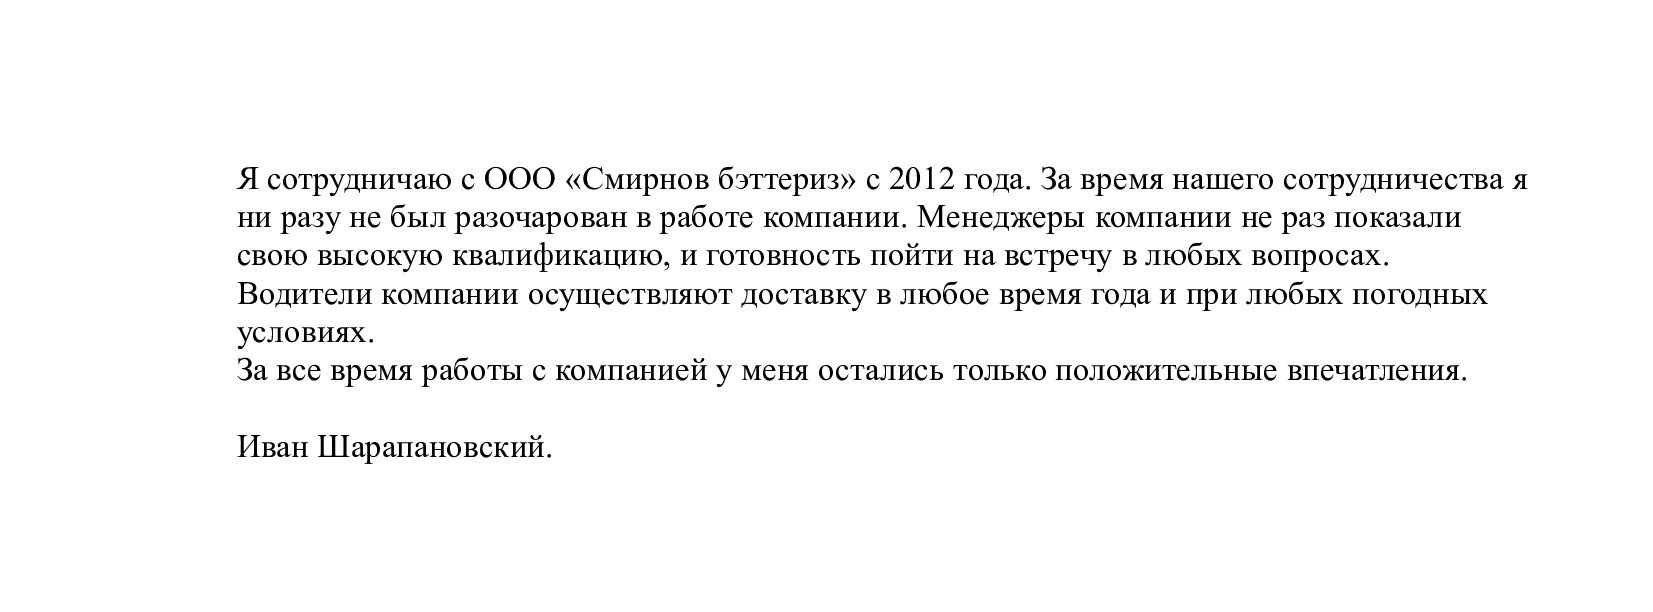 Я сотрудничаю с ООО «Смирнов бэттериз» с 2012 года. За время нашего сотрудничества я
ни разу не был разочарован в работе компании. Менеджеры компании не раз показали
свою высокую квалификацию, и готовность пойти на встречу в любых вопросах.
Водители компании осуществляют доставку в любое время года и при любых погодных
условиях.
За все время работы с компанией у меня остались только положительные впечатления.
Иван Шарапановский.